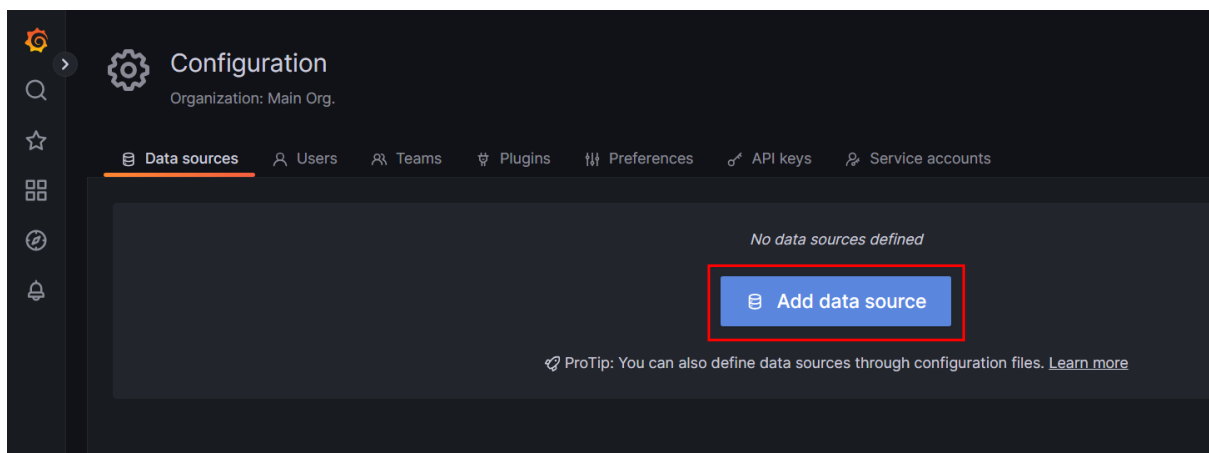 Configuration
Organization: Main Org.
Data sources Users Teams Plugins Preferences API keys Service accounts
No data sources defined
Add data source
ProTip: You can also define data sources through configuration files. Learn more